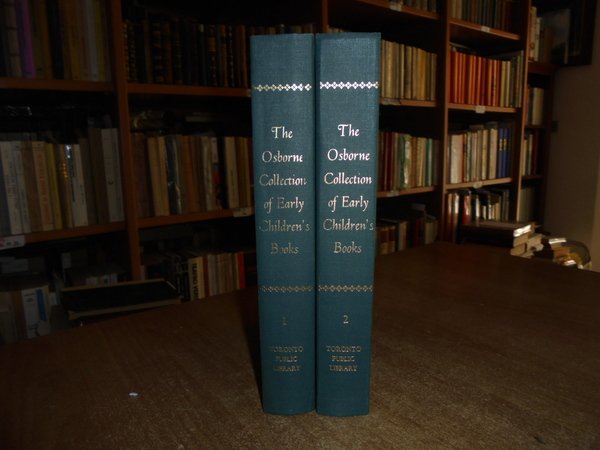 The
Osborne
Collection
of Early
Children's
Books
1
TORONTO
PUBLIC
LIBRARY
The
Osborne
Collection
of Early
Children's
Books
2
TORONTO
PUBLIC
LIBRARY